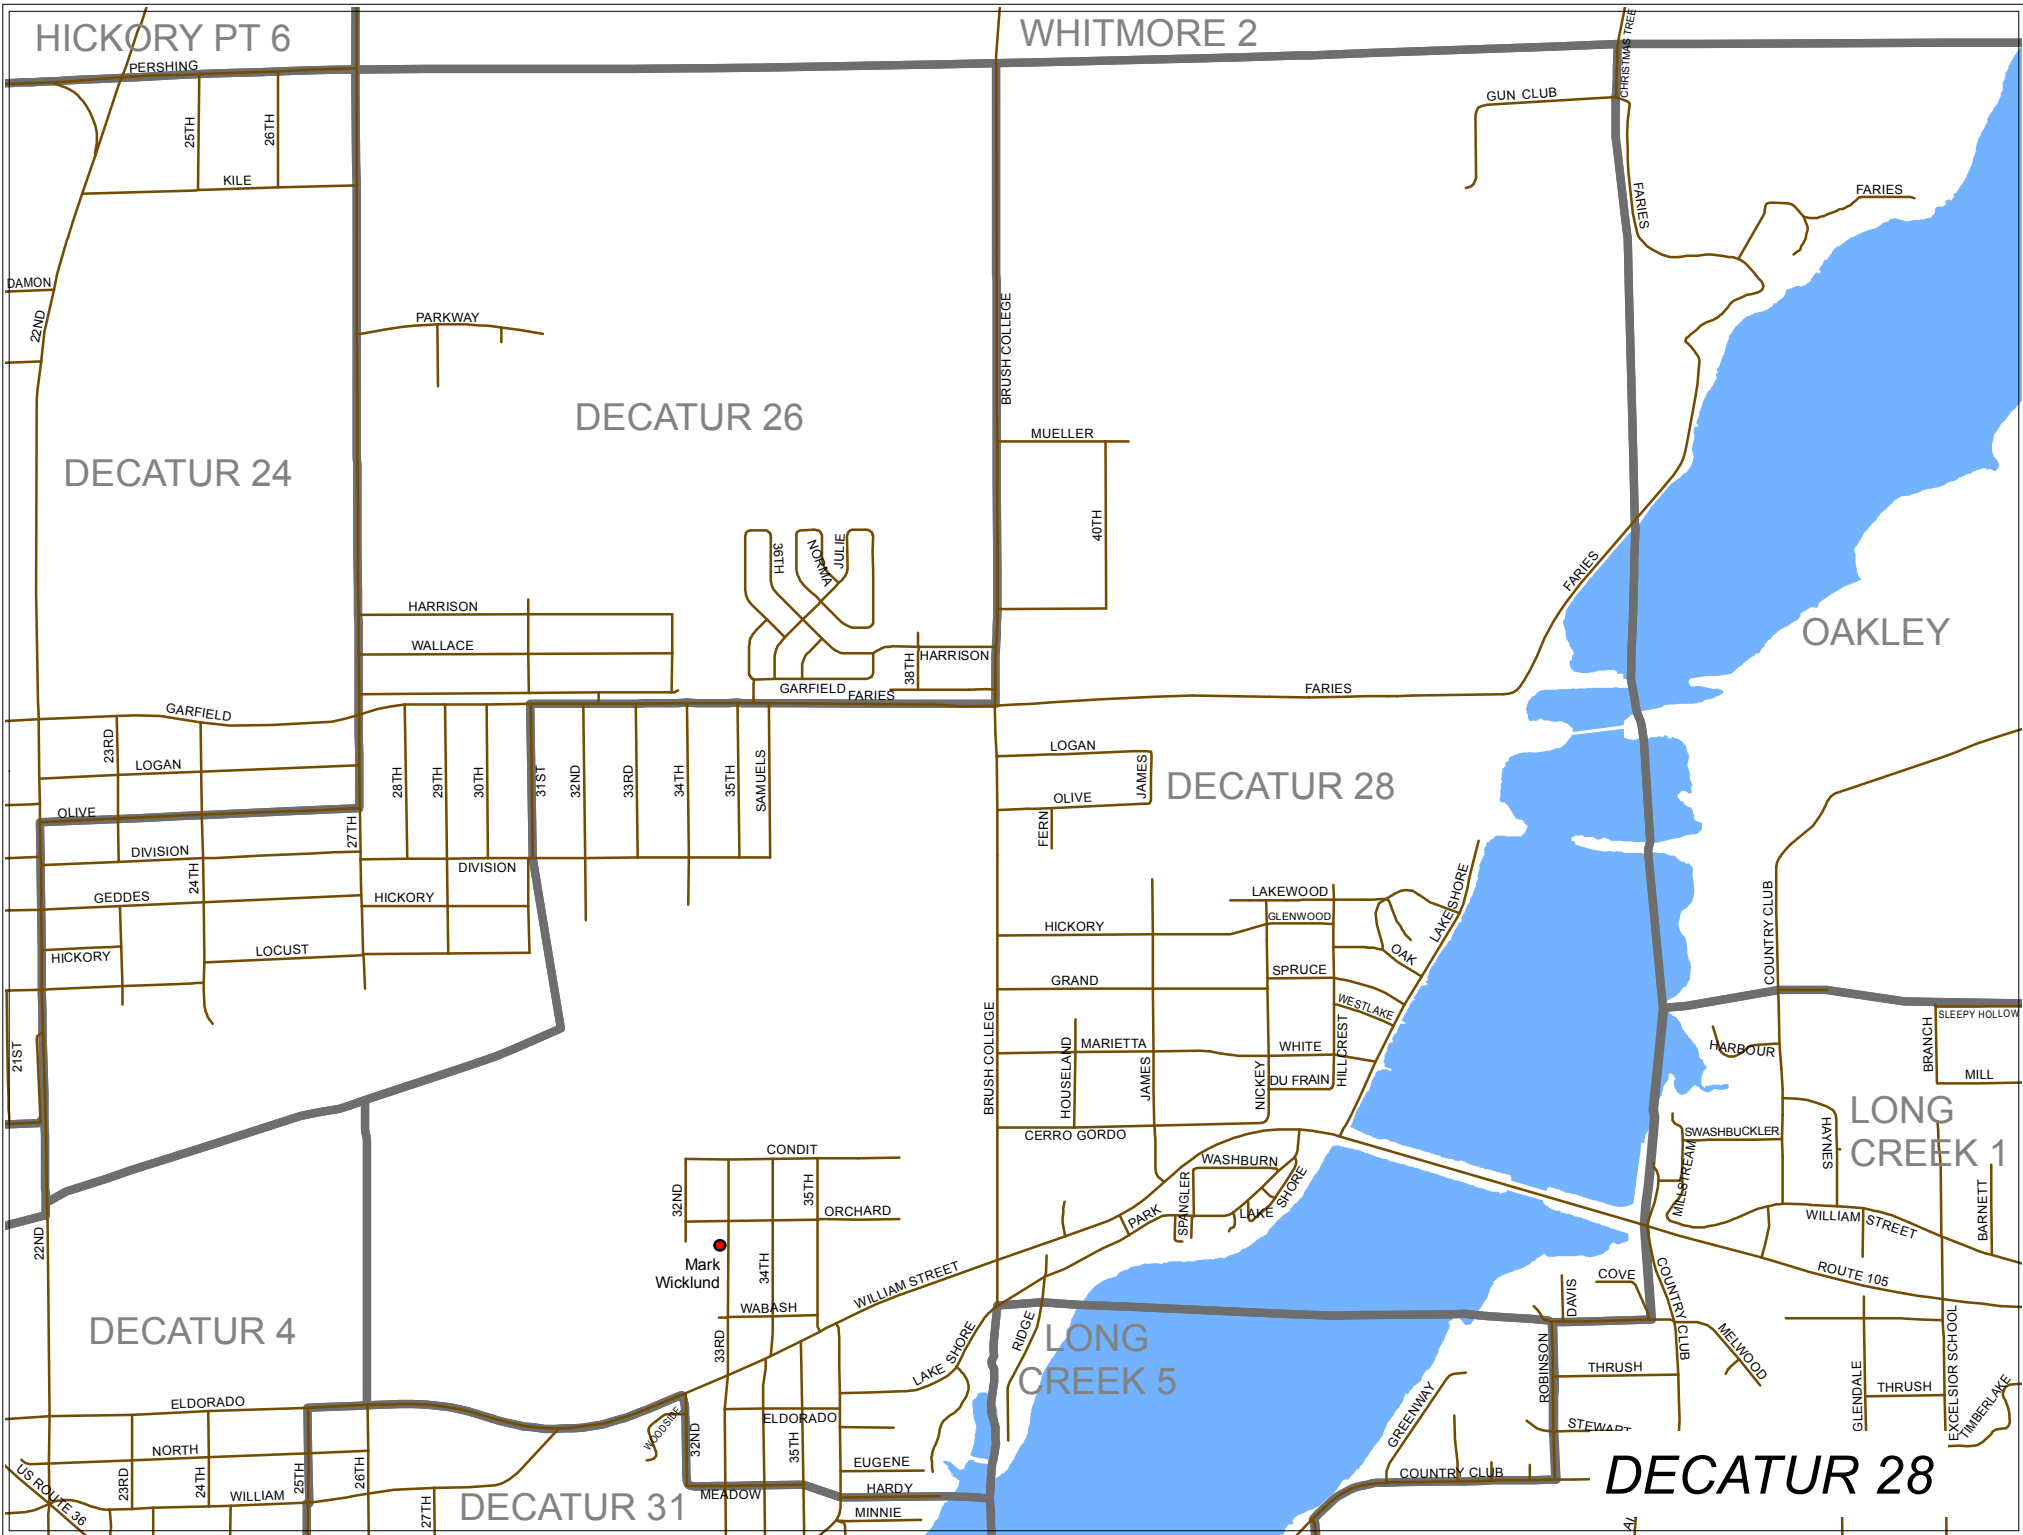 HICKORY PT 6
WHITMORE 2
PERSHING
CHRISTMAS TREE
GUN CLUB
25TH
26TH
KILE
FARIES
FARIES
DAMON
22ND
PARKWAY
BRUSH COLLEGE
DECATUR 26
MUELLER
DECATUR 24
40TH
36TH
NORMA
JULIE
FARIES
HARRISON
WALLACE
OAKLEY
38TH
HARRISON
GARFIELD
FARIES
FARIES
GARFIELD
23RD
LOGAN
LOGAN
28TH
29TH
30TH
31ST
32ND
33RD
34TH
35TH
SAMUELS
JAMES
DECATUR 28
OLIVE
OLIVE
FERN
27TH
DIVISION
DIVISION
24TH
GEDDES
HICKORY
LAKEWOOD
GLENWOOD
LAKE SHORE
COUNTRY CLUB
HICKORY
HICKORY
LOCUST
OAK
GRAND
SPRUCE
WESTLAKE
BRUSH COLLEGE
SLEEPY HOLLOW
21ST
HOUSELAND
MARIETTA
JAMES
WHITE
HILLCREST
HARBOUR
BRANCH
NICKEY
DU FRAIN
MILL
LONG
CREEK 1
CERRO GORDO
SWASHBUCKLER
HAYNES
CONDIT
WASHBURN
MILLSTREAM
32ND
35TH
ORCHARD
SPANGLER
LAKE SHORE
PARK
WILLIAM STREET
BARNETT
22ND
Mark
Wicklund
34TH
WILLIAM STREET
ROUTE 105
COVE
DAVIS
COUNTRY CLUB
WABASH
DECATUR 4
33RD
LAKE SHORE
RIDGE
LONG
CREEK 5
MELWOOD
ROBINSON
THRUSH
GLENDALE
THRUSH
EXCELSIOR SCHOOL
TIMBERLAKE
ELDORADO
ELDORADO
WOODSIDE
32ND
35TH
GREENWAY
STEWART
NORTH
EUGENE
US ROUTE 36
23RD
24TH
25TH
26TH
COUNTRY CLUB
DECATUR 28
WILLIAM
27TH
DECATUR 31
MEADOW
HARDY
MINNIE